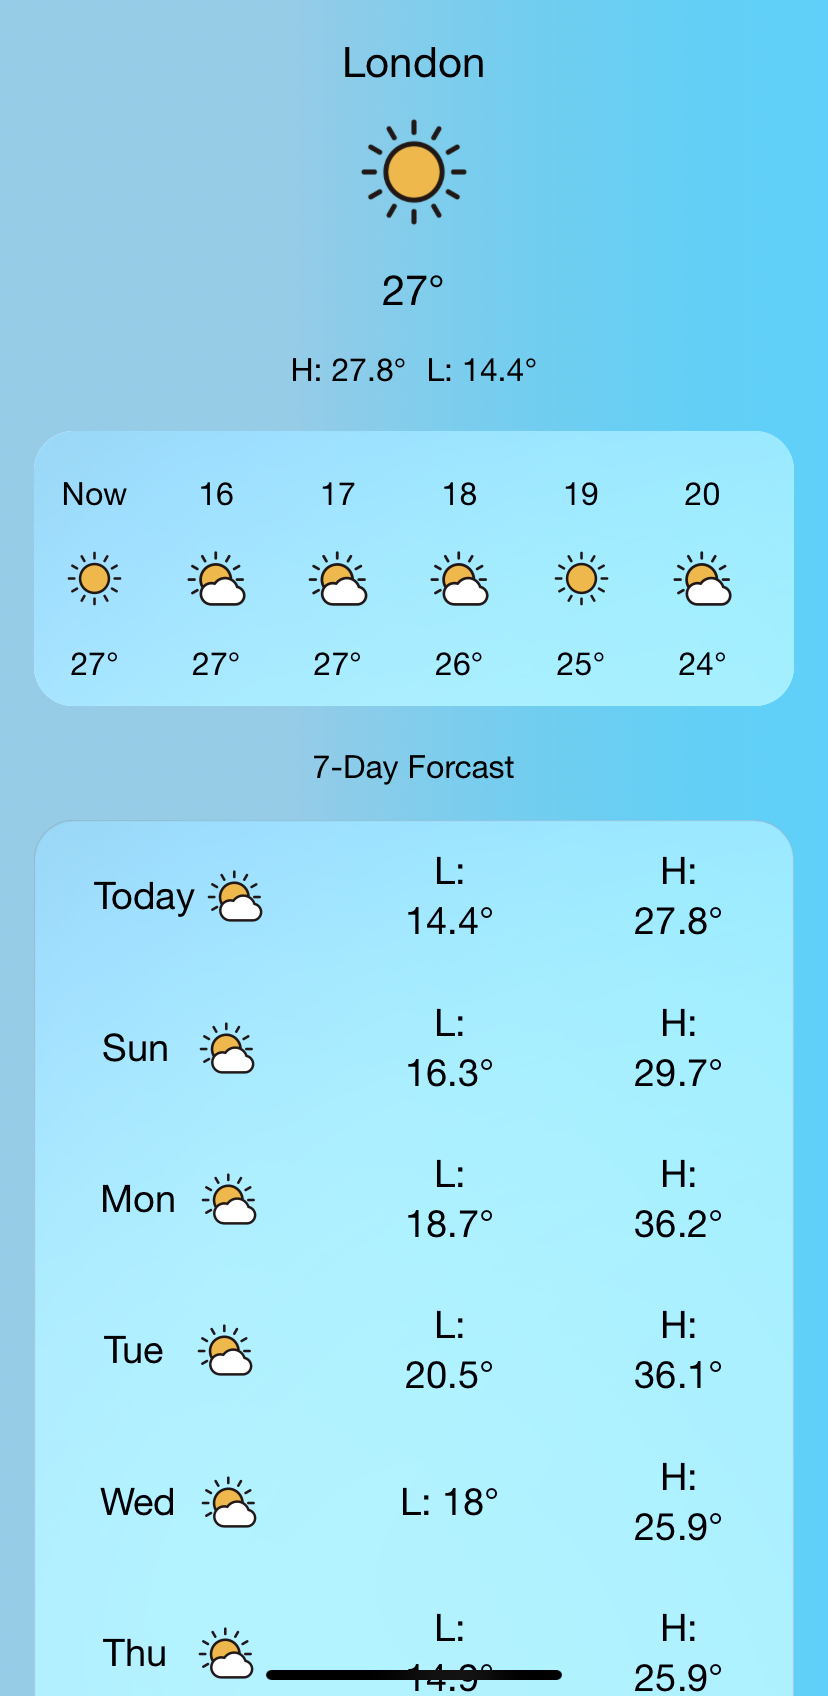 London
27°
H: 27.8° L: 14.4°
Now 16 17 18 19 20
27° 27° 27° 26° 25° 24°
7-Day Forcast
Today L: 14.4° H: 27.8°
Sun L: 16.3° H: 29.7°
Mon L: 18.7° H: 36.2°
Tue L: 20.5° H: 36.1°
Wed L: 18° H: 25.9°
Thu L: 14.9° H: 25.9°